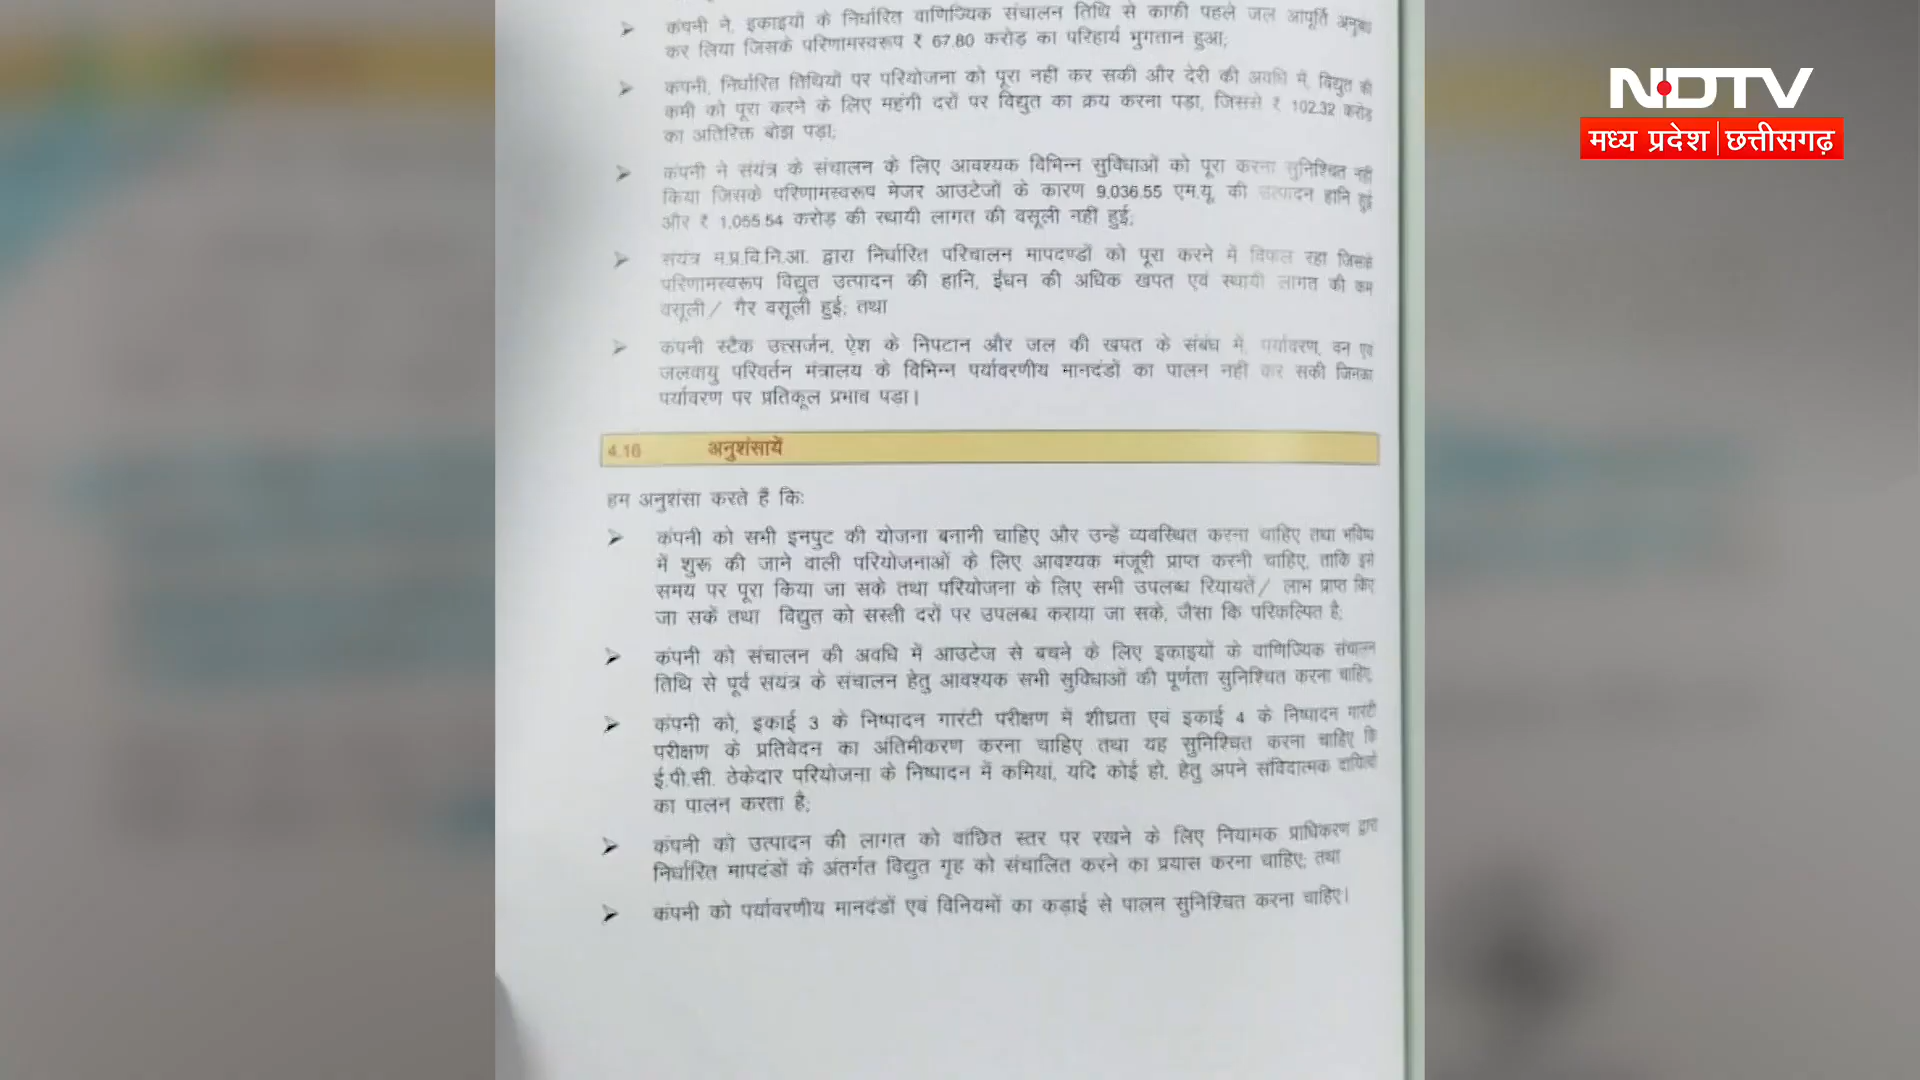 कंपनी ने, इकाइयों के निर्धारित वाणिज्यिक संचालन तिथि से काफी पहले जल आपूर्ति अनुबंध
कर लिया जिसके परिणामस्वरूप ₹ 67.80 करोड़ का परिहार्य भुगतान हुआ;
कंपनी, निर्धारित तिथियों पर परियोजना को पूरा नहीं कर सकी और देरी की अवधि में, विद्युत की
कमी को पूरा करने के लिए महंगी दरों पर विद्युत का क्रय करना पड़ा, जिससे ₹ 102.32 करोड़
का अतिरिक्त बोझ पड़ा;
कंपनी ने संयंत्र के संचालन के लिए आवश्यक विभिन्न सुविधाओं को पूरा करना सुनिश्चित नहीं
किया जिसके परिणामस्वरूप मेजर आउटेजों के कारण 9,036.55 एम.यू. की उत्पादन हानि हुई
और ₹ 1,055.54 करोड़ की स्थायी लागत की वसूली नहीं हुई;
संयंत्र म.प्र.वि.नि.आ. द्वारा निर्धारित परिचालन मापदण्डों को पूरा करने में विफल रहा जिसके
परिणामस्वरूप विद्युत उत्पादन की हानि, ईंधन की अधिक खपत एवं स्थायी लागत की कम
वसूली/ गैर वसूली हुई; तथा
कंपनी स्टैक उत्सर्जन, ऐश के निपटान और जल की खपत के संबंध में, पर्यावरण, वन एवं
जलवायु परिवर्तन मंत्रालय के विभिन्न पर्यावरणीय मानदंडों का पालन नहीं कर सकी जिनका
पर्यावरण पर प्रतिकूल प्रभाव पड़ा।
4.16 अनुशंसायें
हम अनुशंसा करते हैं कि:
कंपनी को सभी इनपुट की योजना बनानी चाहिए और उन्हें व्यवस्थित करना चाहिए तथा भविष्य
में शुरू की जाने वाली परियोजनाओं के लिए आवश्यक मंजूरी प्राप्त करनी चाहिए, ताकि इसे
समय पर पूरा किया जा सके तथा परियोजना के लिए सभी उपलब्ध रियायतें/ लाभ प्राप्त किए
जा सकें तथा विद्युत को सस्ती दरों पर उपलब्ध कराया जा सके, जैसा कि परिकल्पित है;
कंपनी को संचालन की अवधि में आउटेज से बचने के लिए इकाइयों के वाणिज्यिक संचालन
तिथि से पूर्व संयंत्र के संचालन हेतु आवश्यक सभी सुविधाओं की पूर्णता सुनिश्चित करना चाहिए;
कंपनी को, इकाई 3 के निष्पादन गारंटी परीक्षण में शीघ्रता एवं इकाई 4 के निष्पादन गारंटी
परीक्षण के प्रतिवेदन का अंतिमीकरण करना चाहिए तथा यह सुनिश्चित करना चाहिए कि
ई.पी.सी. ठेकेदार परियोजना के निष्पादन में कमियां, यदि कोई हो, हेतु अपने संविदात्मक दायित्वों
का पालन करता है;
कंपनी को उत्पादन की लागत को वांछित स्तर पर रखने के लिए नियामक प्राधिकरण द्वारा
निर्धारित मापदंडों के अंतर्गत विद्युत गृह को संचालित करने का प्रयास करना चाहिए; तथा
कंपनी को पर्यावरणीय मानदंडों एवं विनियमों का कड़ाई से पालन सुनिश्चित करना चाहिए।
NDTV
मध्य प्रदेश | छत्तीसगढ़